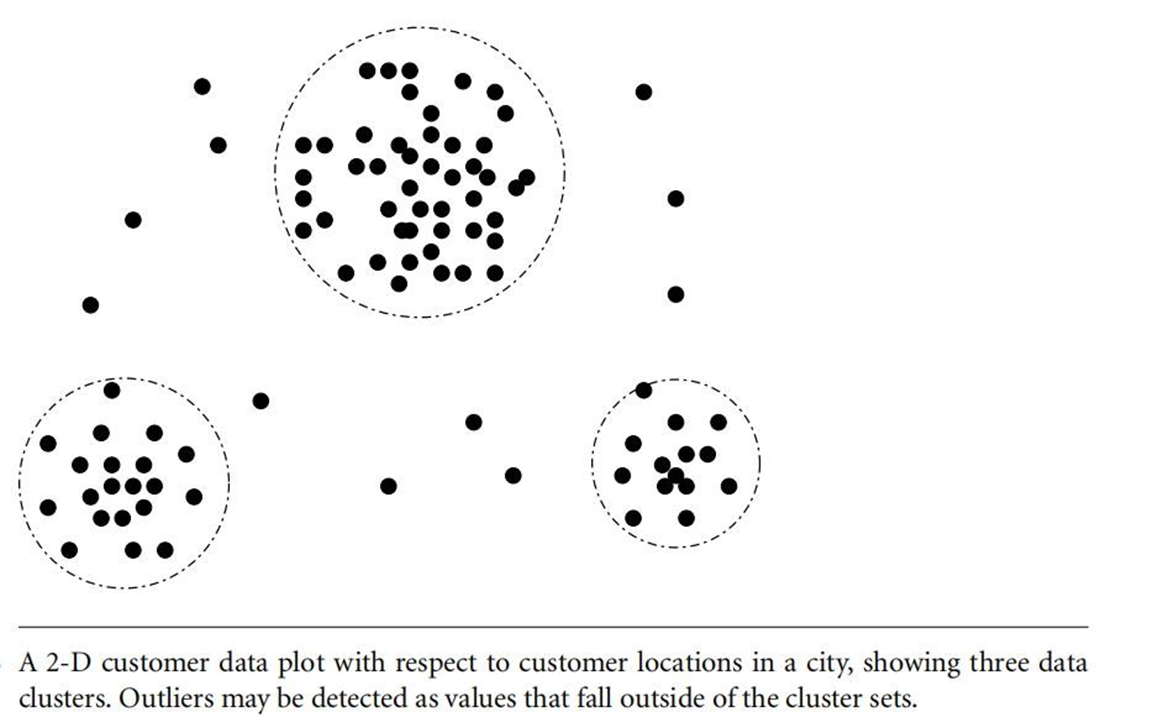 A 2-D customer data plot with respect to customer locations in a city, showing three data
clusters. Outliers may be detected as values that fall outside of the cluster sets.